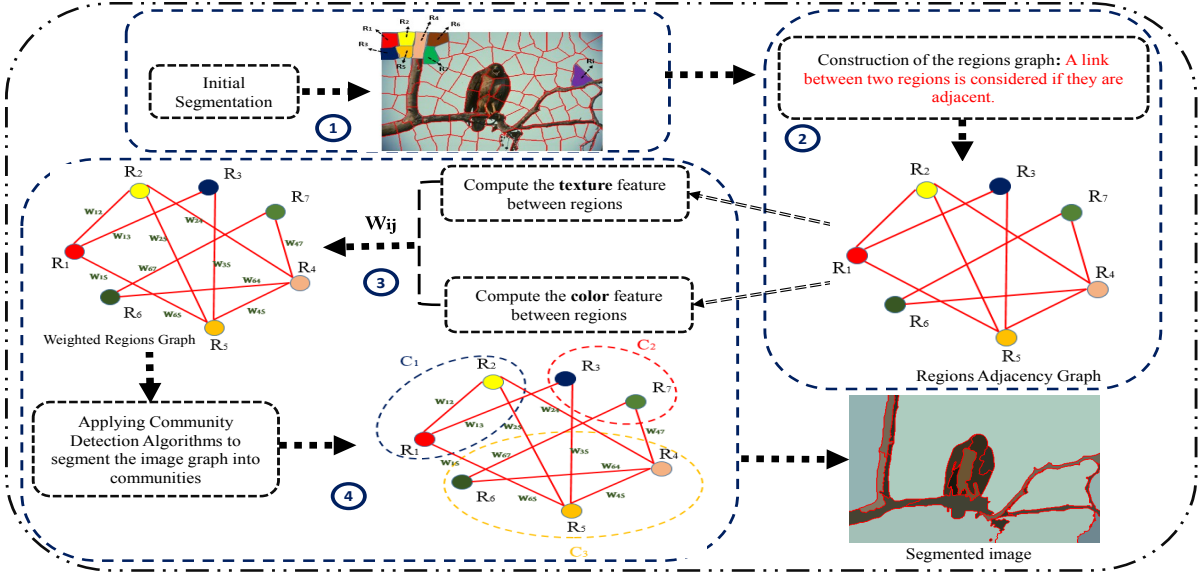 Initial
Segmentation
1
R1
R2
R4
R6
R3
R5
R7
Ri
Construction of the regions graph: A link
between two regions is considered if they are
adjacent.
2
R2
R3
R7
R1
R4
R6
R5
Regions Adjacency Graph
Compute the texture feature
between regions
Compute the color feature
between regions
Wij
3
R2
R3
R7
W12
W24
W13
W25
W47
R1
W67
W35
R4
W15
W64
R6
W65
W45
R5
Weighted Regions Graph
Applying Community
Detection Algorithms to
segment the image graph into
communities
4
C1
C2
R2
R3
R7
W12
W24
W13
W25
W47
R1
W15
W67
W35
R4
W64
R6
W65
W45
R5
C3
Segmented image